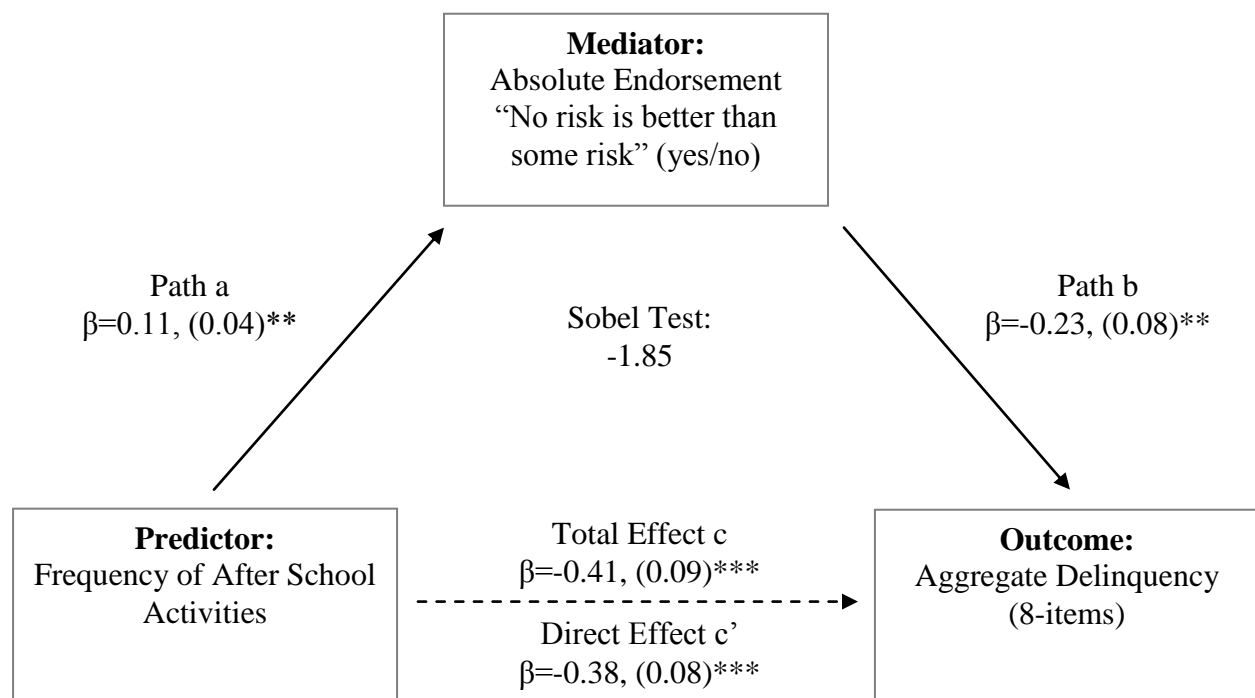 Mediator:
Absolute Endorsement
“No risk is better than
some risk” (yes/no)
Path a
β=0.11, (0.04)**
Sobel Test:
-1.85
Path b
β=-0.23, (0.08)**
Predictor:
Frequency of After School
Activities
Total Effect c
β=-0.41, (0.09)***
Direct Effect c’
β=-0.38, (0.08)***
Outcome:
Aggregate Delinquency
(8-items)